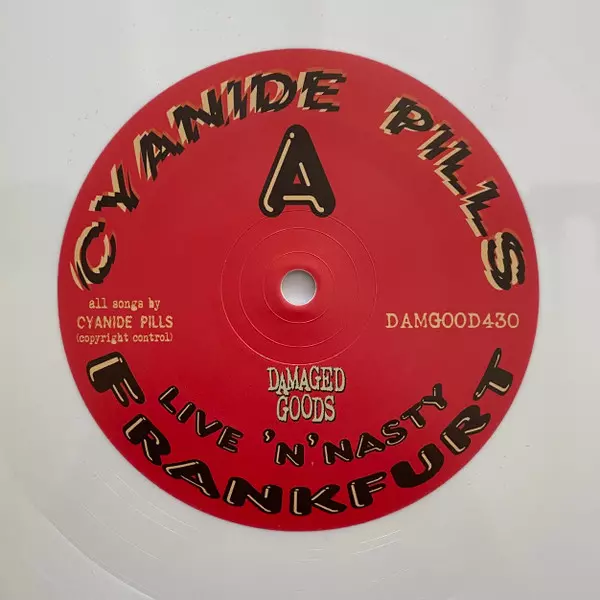 CYANIDE PILLS
A
all songs by
CYANIDE PILLS
(copyright control)
DAMGOOD430
DAMAGED
GOODS
LIVE 'N' NASTY
FRANKFURT